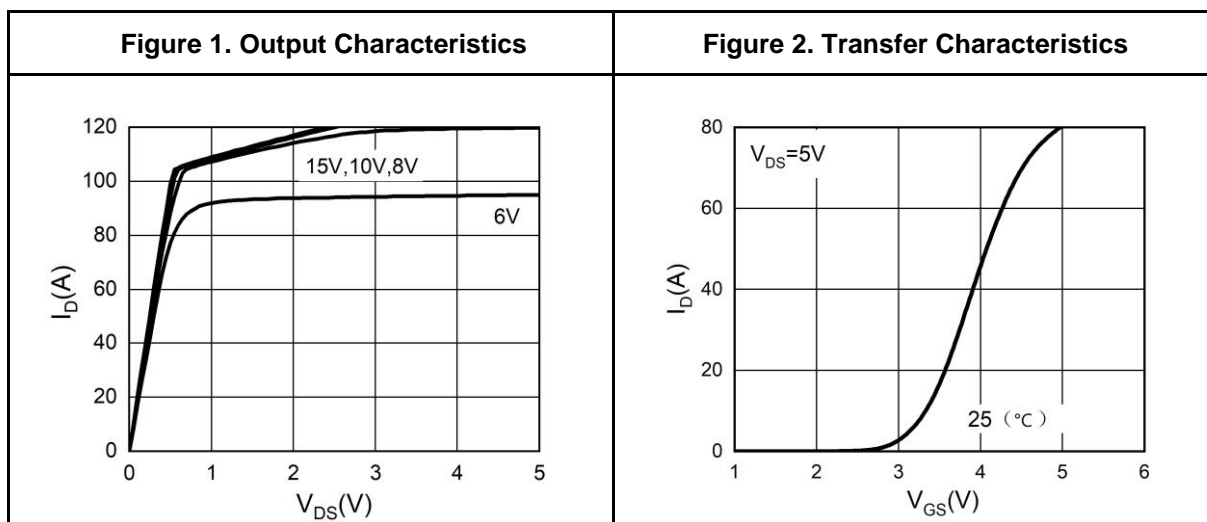 Figure 1. Output Characteristics
Figure 2. Transfer Characteristics
120
100
80
60
40
20
0
I_D(A)
15V,10V,8V
6V
0 1 2 3 4 5
V_DS(V)
80
60
40
20
0
I_D(A)
V_DS=5V
25（℃）
1 2 3 4 5 6
V_GS(V)